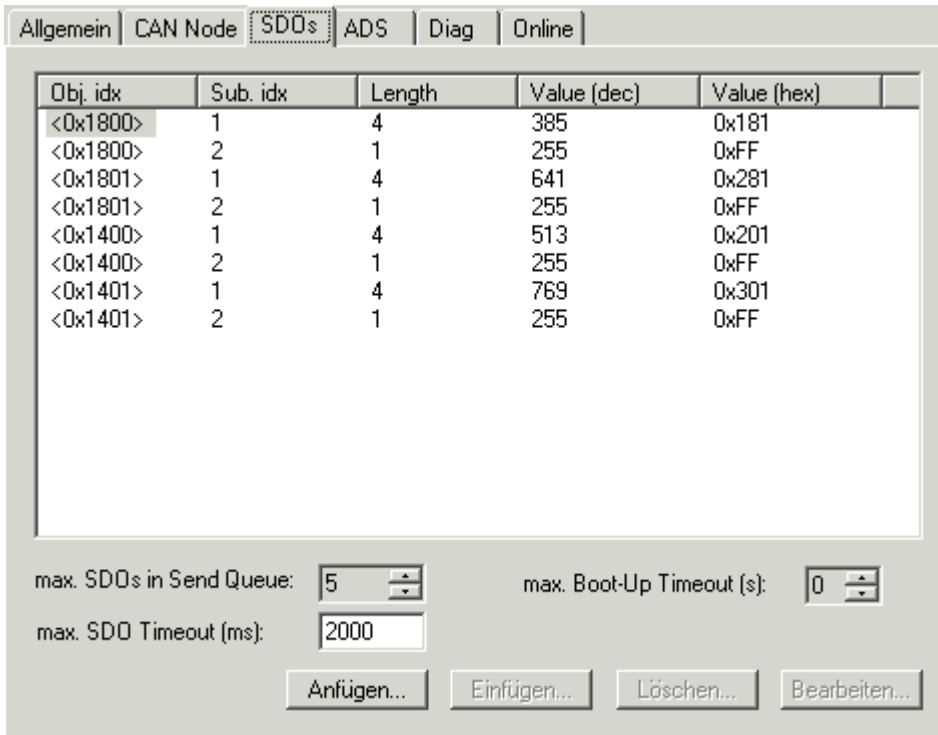 Allgemein CAN Node SDOs ADS Diag Online
Obj. idx Sub. idx Length Value (dec) Value (hex)
<0x1800> 1 4 385 0x181
<0x1800> 2 1 255 0xFF
<0x1801> 1 4 641 0x281
<0x1801> 2 1 255 0xFF
<0x1400> 1 4 513 0x201
<0x1400> 2 1 255 0xFF
<0x1401> 1 4 769 0x301
<0x1401> 2 1 255 0xFF
max. SDOs in Send Queue: 5 max. Boot-Up Timeout (s): 0
max. SDO Timeout (ms): 2000
Anfügen... Einfügen... Löschen... Bearbeiten...